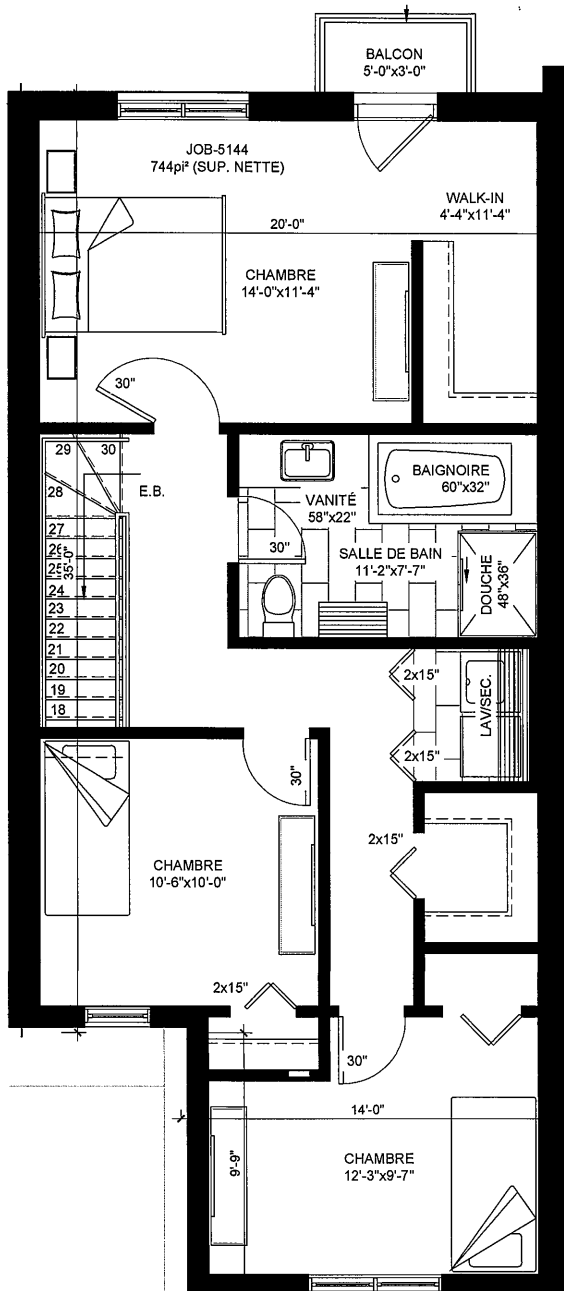 BALCON
5'-0"x3'-0"
JOB-5144
744pi² (SUP. NETTE)
WALK-IN
4'-4"x11'-4"
20'-0"
CHAMBRE
14'-0"x11'-4"
30"
29
30
28
27
26
25
24
23
22
21
20
19
18
35'-0"
E.B.
VANITÉ
58"x22"
BAIGNOIRE
60"x32"
30"
SALLE DE BAIN
11'-2"x7'-7"
DOUCHE
48"x36"
2x15"
LAV/SEC.
2x15"
30"
2x15"
CHAMBRE
10'-6"x10'-0"
2x15"
30"
14'-0"
9'-9"
CHAMBRE
12'-3"x9'-7"